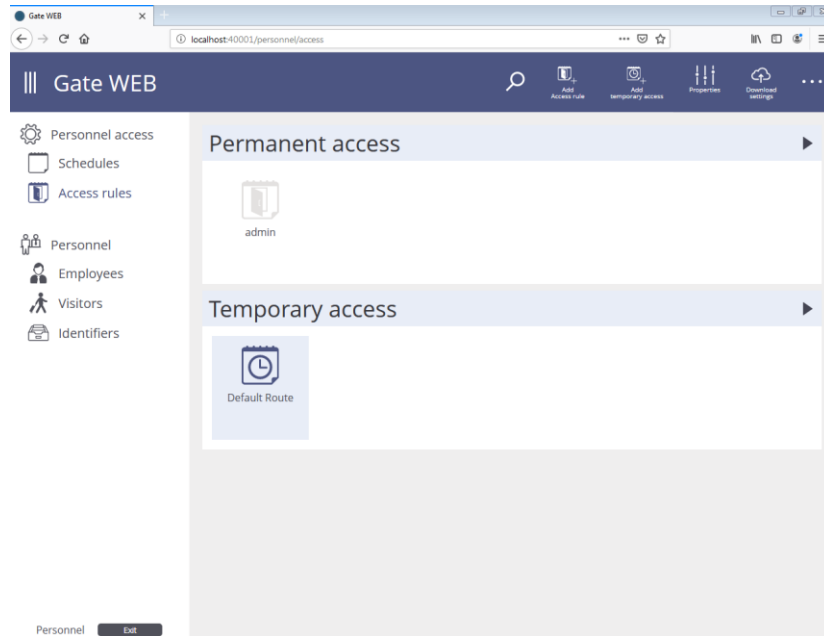 Gate WEB
localhost:40001/personnel/access
Gate WEB
Add
Access rule
Add
temporary access
Properties
Download
settings
Personnel access
Schedules
Access rules
Personnel
Employees
Visitors
Identifiers
Permanent access
admin
Temporary access
Default Route
Personnel
Exit